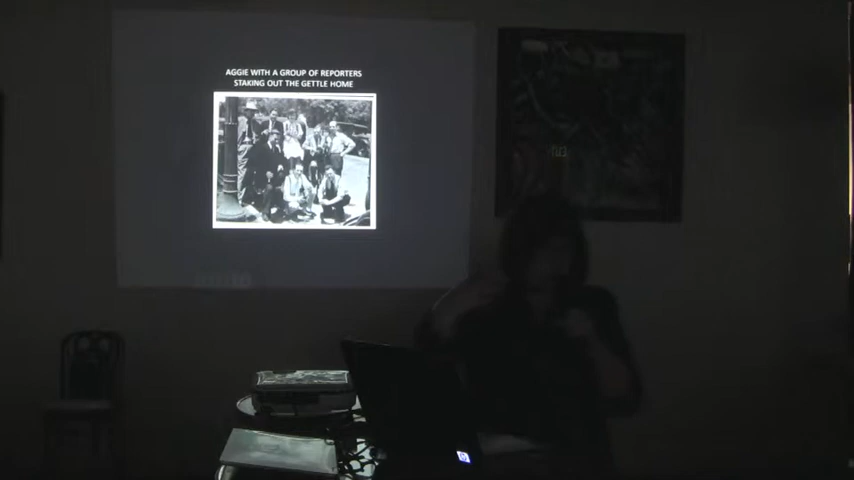 AGGIE WITH A GROUP OF REPORTERS
STAKING OUT THE GETTLE HOME